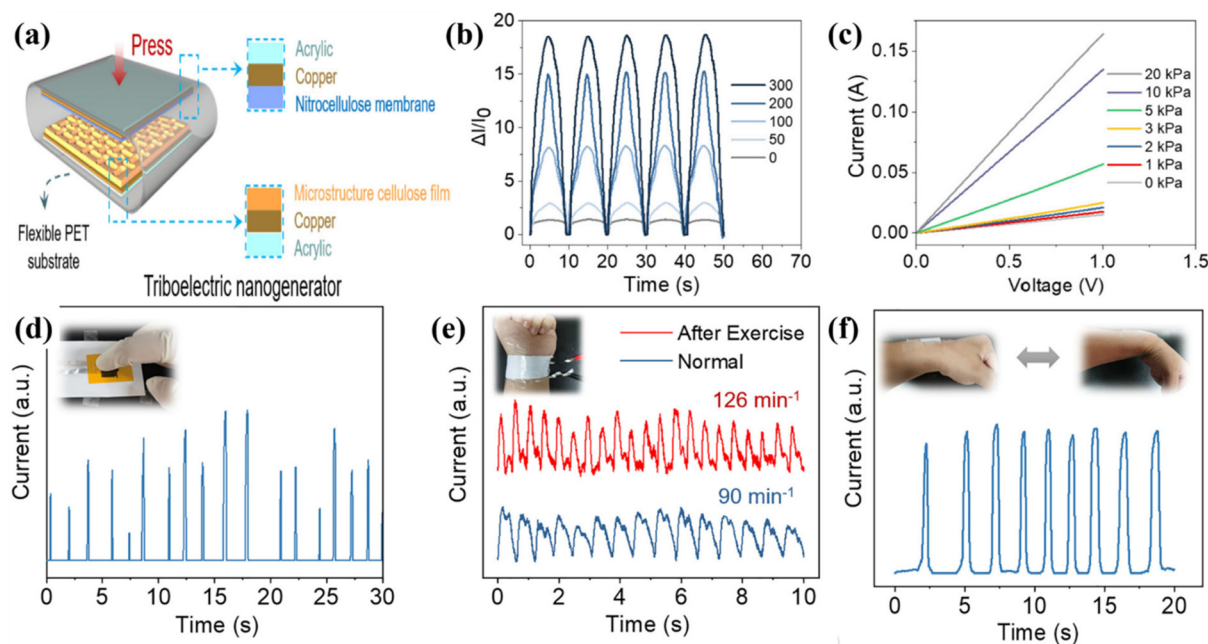 (a)
Press
Acrylic
Copper
Nitrocellulose membrane
Microstructure cellulose film
Copper
Acrylic
Flexible PET
substrate
Triboelectric nanogenerator
(b)
ΔI/I0
20
15
10
5
0
300
200
100
50
0
0 10 20 30 40 50 60 70
Time (s)
(c)
Current (A)
0.15
0.10
0.05
0.00
20 kPa
10 kPa
5 kPa
3 kPa
2 kPa
1 kPa
0 kPa
0.0 0.5 1.0 1.5
Voltage (V)
(d)
Current (a.u.)
0 5 10 15 20 25 30
Time (s)
(e)
After Exercise
Normal
126 min-1
90 min-1
Current (a.u.)
0 2 4 6 8 10
Time (s)
(f)
Current (a.u.)
0 5 10 15 20
Time (s)